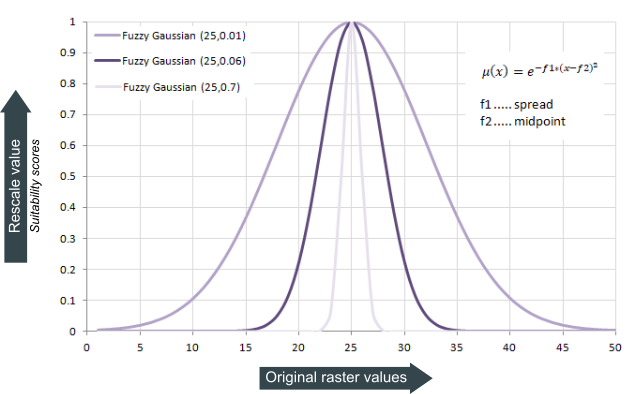 Fuzzy Gaussian (25,0.01)
Fuzzy Gaussian (25,0.06)
Fuzzy Gaussian (25,0.7)
μ(x) = e^−f1∗(x−f2)^2
f1..... spread
f2..... midpoint
Rescale value
Suitability scores
1
0.9
0.8
0.7
0.6
0.5
0.4
0.3
0.2
0.1
0
0 5 10 15 20 25 30 35 40 45 50
Original raster values